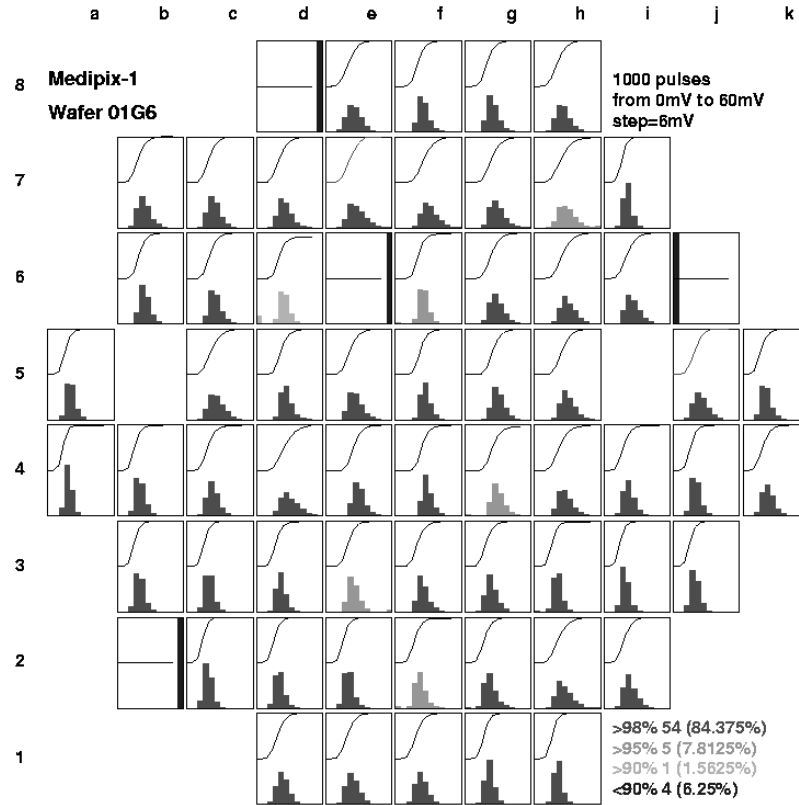 a b c d e f g h i j k
8
Medipix-1
Wafer 01G6
1000 pulses
from 0mV to 60mV
step=6mV
7
6
5
4
3
2
1
>98% 54 (84.375%)
>95% 5 (7.8125%)
>90% 1 (1.5625%)
<90% 4 (6.25%)